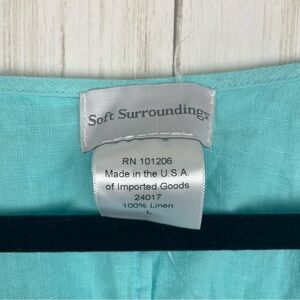 Soft Surroundings
RN 101206
Made in the U.S.A.
of Imported Goods
24017
100% Linen
L